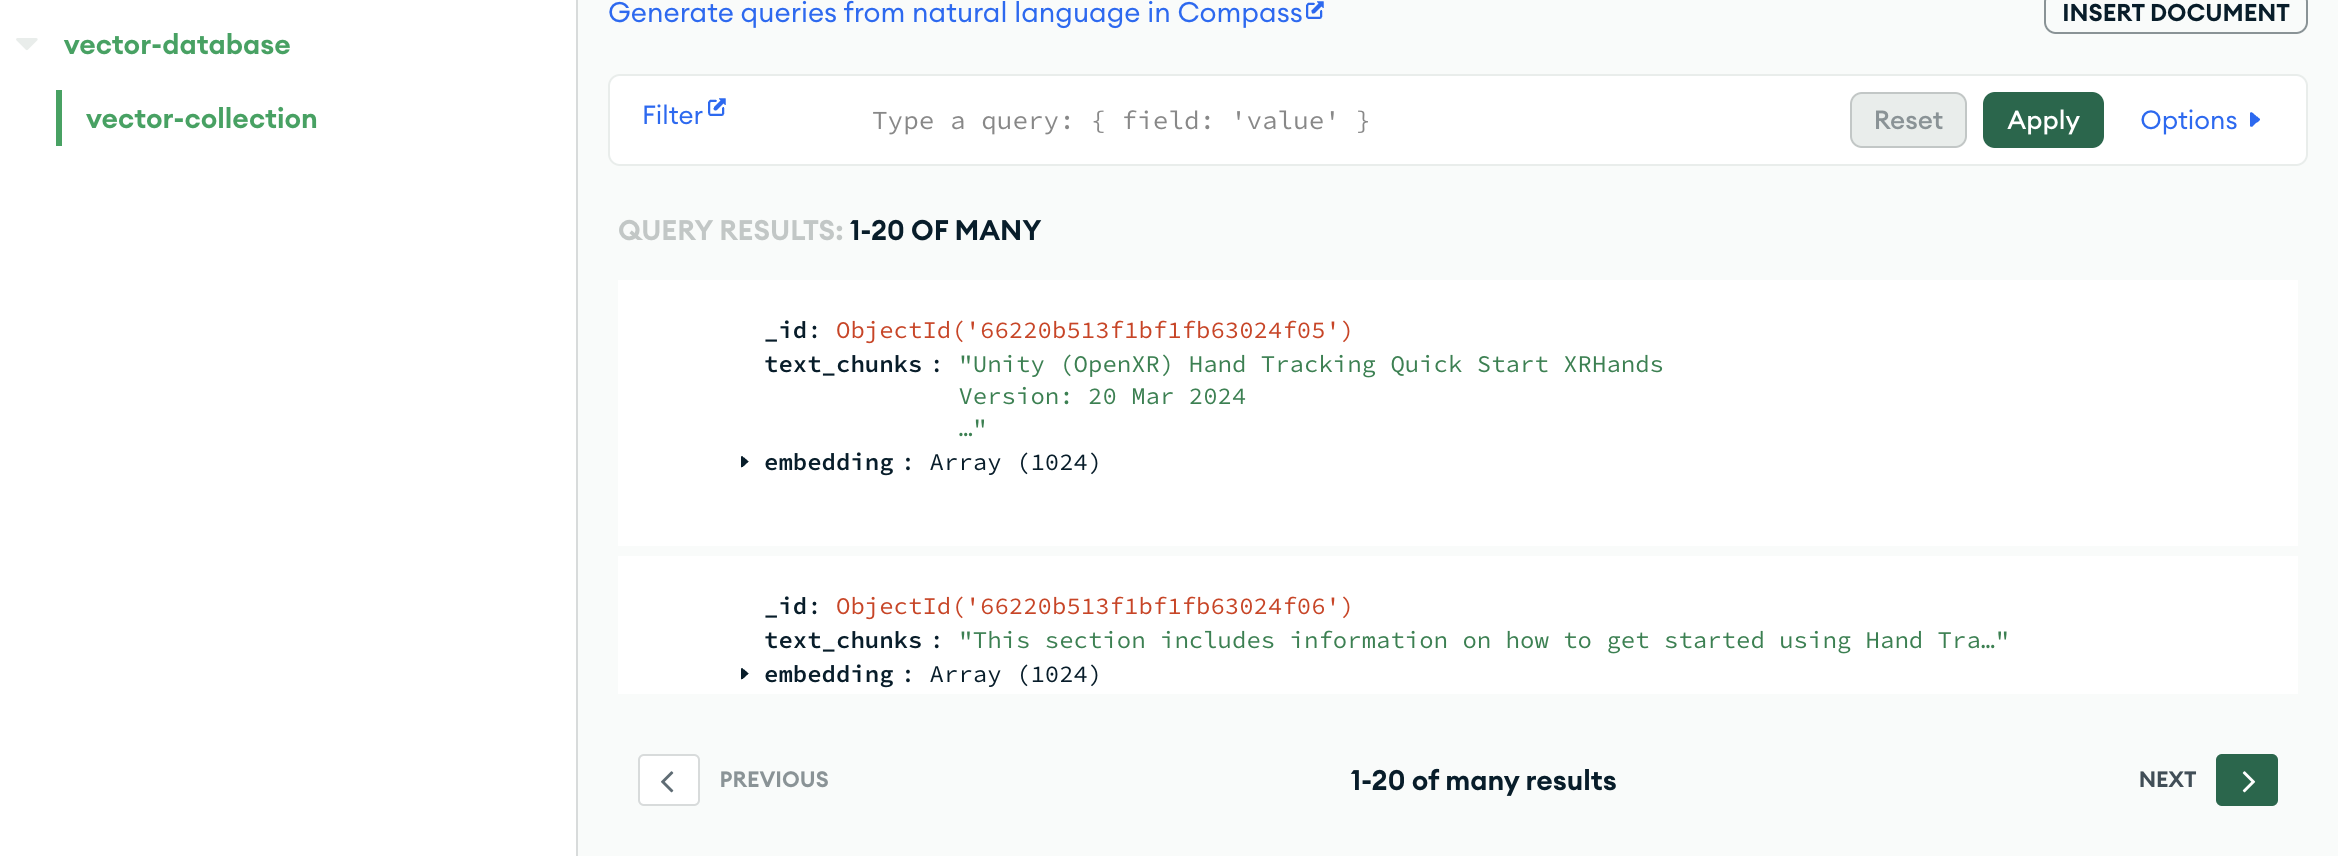 vector-database
vector-collection
Generate queries from natural language in Compass
INSERT DOCUMENT
Filter
Type a query: { field: 'value' }
Reset
Apply
Options
QUERY RESULTS: 1-20 OF MANY
_id: ObjectId('66220b513f1bf1fb63024f05')
text_chunks : "Unity (OpenXR) Hand Tracking Quick Start XRHands
Version: 20 Mar 2024
…"
embedding : Array (1024)
_id: ObjectId('66220b513f1bf1fb63024f06')
text_chunks : "This section includes information on how to get started using Hand Tra…"
embedding : Array (1024)
PREVIOUS
1-20 of many results
NEXT